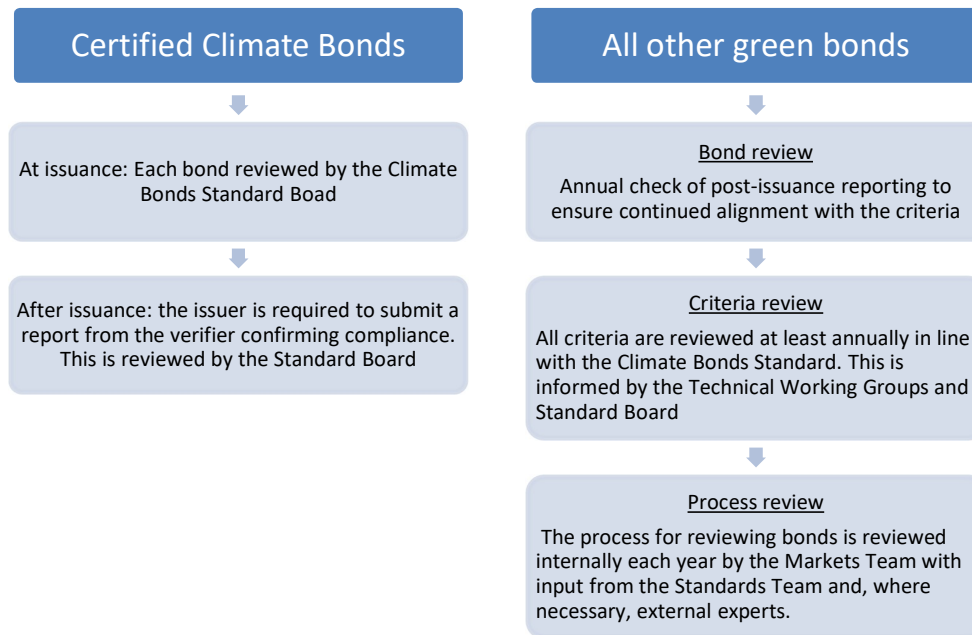 Certified Climate Bonds
At issuance: Each bond reviewed by the Climate
Bonds Standard Boad
After issuance: the issuer is required to submit a
report from the verifier confirming compliance.
This is reviewed by the Standard Board
All other green bonds
Bond review
Annual check of post-issuance reporting to
ensure continued alignment with the criteria
Criteria review
All criteria are reviewed at least annually in line
with the Climate Bonds Standard. This is
informed by the Technical Working Groups and
Standard Board
Process review
The process for reviewing bonds is reviewed
internally each year by the Markets Team with
input from the Standards Team and, where
necessary, external experts.